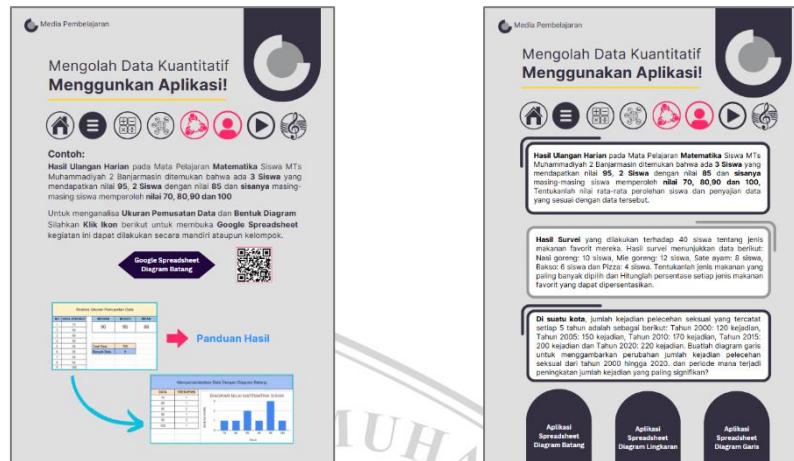 Media Pembelajaran
Mengolah Data Kuantitatif
Menggunkan Aplikasi!
Contoh:
Hasil Ulangan Harian pada Mata Pelajaran Matematika Siswa MTs
Muhammadiyah 2 Banjarmasin ditemukan bahwa ada 3 Siswa yang
mendapatkan nilai 95, 2 Siswa dengan nilai 85 dan sisanya masing-
masing siswa memperoleh nilai 70, 80,90 dan 100
Untuk menganalisa Ukuran Pemusatan Data dan Bentuk Diagram
Silahkan Klik Ikon berikut untuk membuka Google Spreadsheet
kegiatan ini dapat dilakukan secara mandiri ataupun kelompok.
Google Spreadsheet
Diagram Batang
Panduan Hasil
DIAGRAM NILAI MATEMATIKA SISWA
MUHA
Media Pembelajaran
Mengolah Data Kuantitatif
Menggunakan Aplikasi!
Hasil Ulangan Harian pada Mata Pelajaran Matematika Siswa MTs
Muhammadiyah 2 Banjarmasin ditemukan bahwa ada 3 Siswa yang
mendapatkan nilai 95, 2 Siswa dengan nilai 85 dan sisanya
masing-masing siswa memperoleh nilai 70, 80,90 dan 100,
Tentukanlah nilai rata-rata perolehan siswa dan penyajian data
yang sesuai dengan data tersebut.
Hasil Survei yang dilakukan terhadap 40 siswa tentang jenis
makanan favorit mereka. Hasil survei menunjukkan data berikut:
Nasi goreng: 10 siswa, Mie goreng: 12 siswa, Sate ayam: 8 siswa,
Bakso: 6 siswa dan Pizza: 4 siswa. Tentukanlah jenis makanan yang
paling banyak dipilih dan Hitunglah persentase setiap jenis makanan
favorit yang dapat dipersentasikan.
Di suatu kota, jumlah kejadian pelecehan seksual yang tercatat
setiap 5 tahun adalah sebagai berikut: Tahun 2000: 120 kejadian,
Tahun 2005: 150 kejadian, Tahun 2010: 170 kejadian, Tahun 2015:
200 kejadian dan Tahun 2020: 220 kejadian. Buatlah diagram garis
untuk menggambarkan perubahan jumlah kejadian pelecehan
seksual dari tahun 2000 hingga 2020. dan periode mana terjadi
peningkatan jumlah kejadian yang paling signifikan?
Aplikasi
Spreadsheet
Diagram Batang
Aplikasi
Spreadsheet
Diagram Lingkaran
Aplikasi
Spreadsheet
Diagram Garis